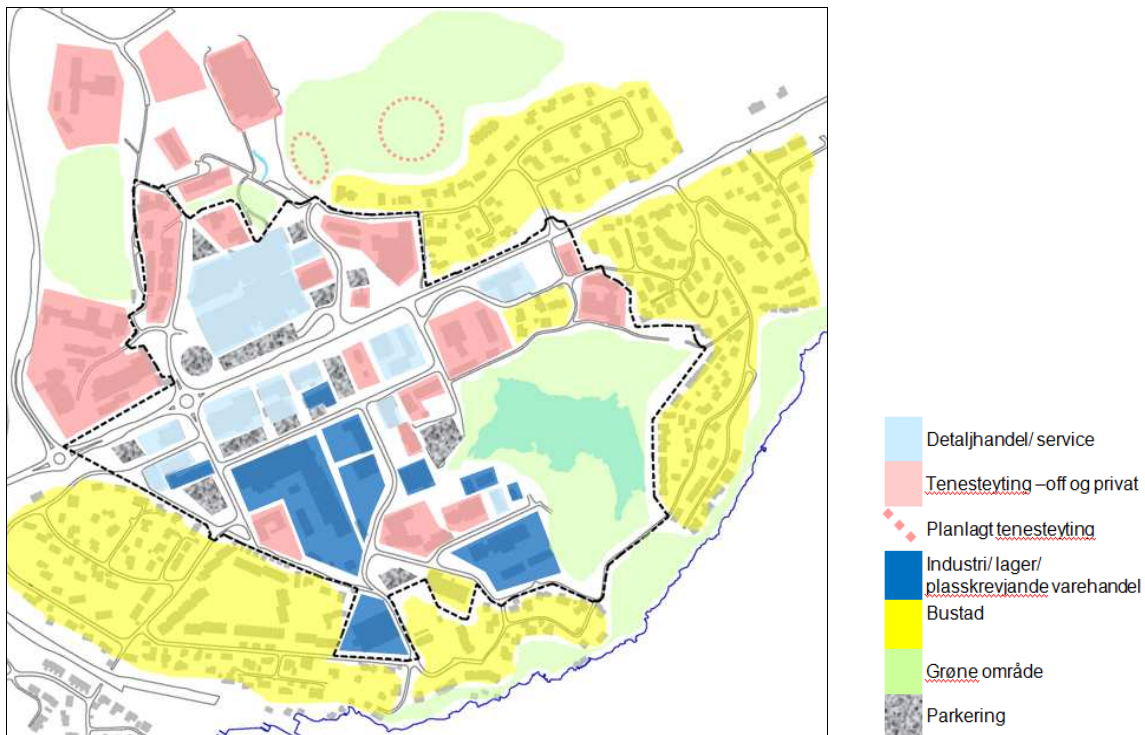 Detaljhandel/ service
Tenesteyting –off og privat
Planlagt tenesteyting
Industri/ lager/
plasskrevjande varehandel
Bustad
Grøne område
Parkering